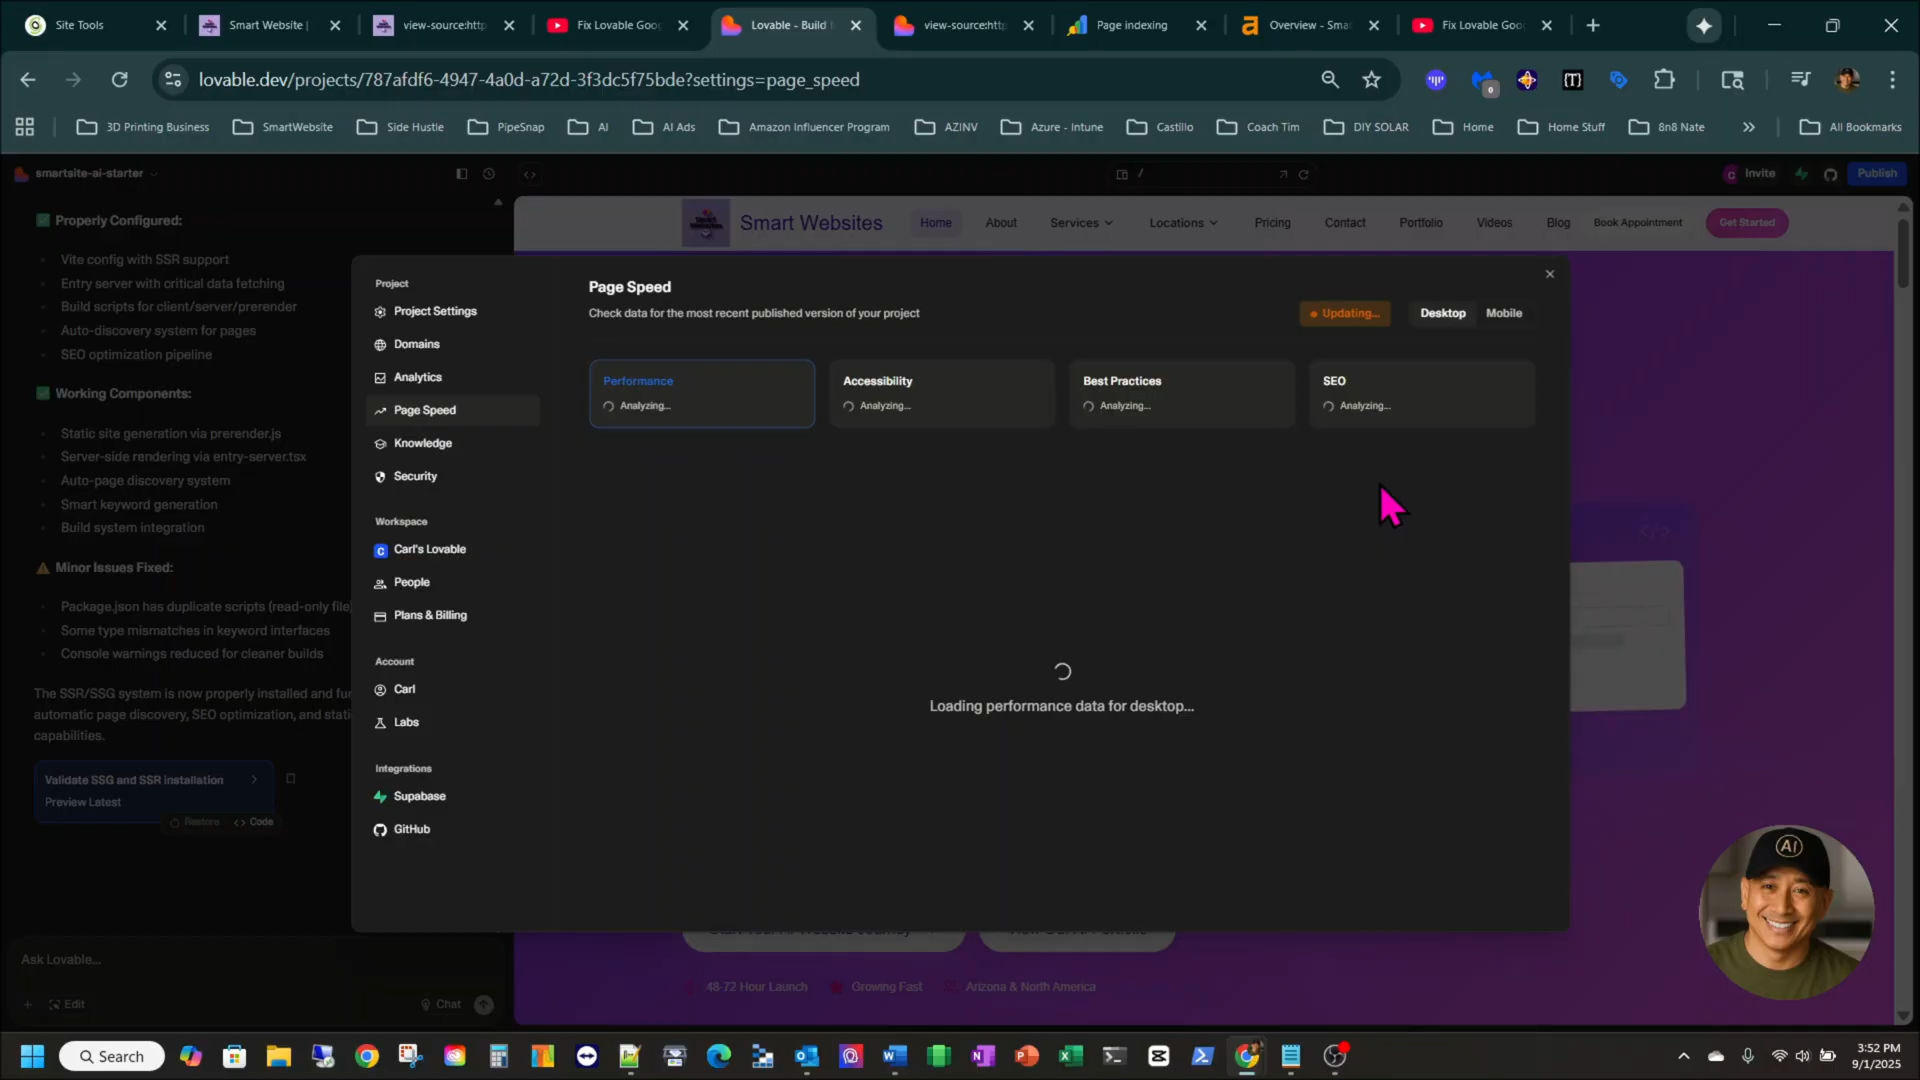 Site Tools
Smart Website |
view-source:http
Fix Lovable Goog
Lovable - Build
view-source:http
Page indexing
Overview - Smar
Fix Lovable Goog
lovable.dev/projects/787afdf6-4947-4a0d-a72d-3f3dc5f75bde?settings=page_speed
0
[T]
3D Printing Business
SmartWebsite
Side Hustle
PipeSnap
AI
AI Ads
Amazon Influencer Program
AZINV
Azure - Intune
Castillo
Coach Tim
DIY SOLAR
Home
Home Stuff
8n8 Nate
All Bookmarks
smartsite-ai-starter
/
C Invite
Publish
Smart Websites
Home
About
Services
Locations
Pricing
Contact
Portfolio
Videos
Blog
Book Appointment
Get Started
Properly Configured:
Vite config with SSR support
Entry server with critical data fetching
Build scripts for client/server/prerender
Auto-discovery system for pages
SEO optimization pipeline
Working Components:
Static site generation via prerender.js
Server-side rendering via entry-server.tsx
Auto-page discovery system
Smart keyword generation
Build system integration
Minor Issues Fixed:
Package.json has duplicate scripts (read-only file)
Some type mismatches in keyword interfaces
Console warnings reduced for cleaner builds
The SSR/SSG system is now properly installed and
automatic page discovery, SEO optimization, and
capabilities.
Validate SSG and SSR installation
Preview Latest
Restore
Code
Ask Lovable...
Edit
Chat
Project
Project Settings
Domains
Analytics
Page Speed
Knowledge
Security
Workspace
C Carl's Lovable
People
Plans & Billing
Account
Carl
Labs
Integrations
Supabase
GitHub
Page Speed
Check data for the most recent published version of your project
Updating...
Desktop
Mobile
Performance
Analyzing...
Accessibility
Analyzing...
Best Practices
Analyzing...
SEO
Analyzing...
Loading performance data for desktop...
48-72 Hour Launch
Growing Fast
Arizona & North America
AI
Search
3:52 PM
9/1/2025